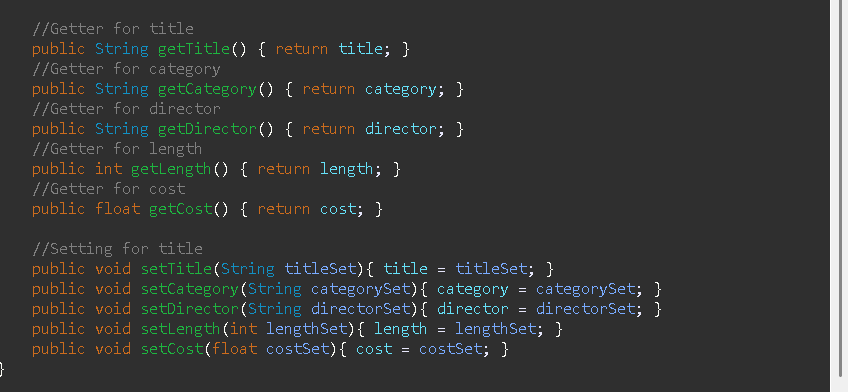 //Getter for title
public String getTitle() { return title; }
//Getter for category
public String getCategory() { return category; }
//Getter for director
public String getDirector() { return director; }
//Getter for length
public int getLength() { return length; }
//Getter for cost
public float getCost() { return cost; }
//Setting for title
public void setTitle(String titleSet){ title = titleSet; }
public void setCategory(String categorySet){ category = categorySet; }
public void setDirector(String directorSet){ director = directorSet; }
public void setLength(int lengthSet){ length = lengthSet; }
public void setCost(float costSet){ cost = costSet; }
}